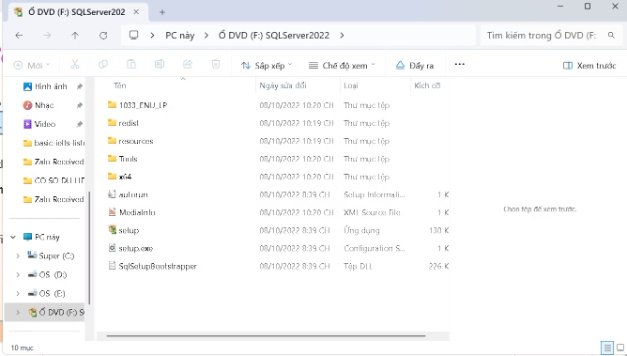 Ổ DVD (F:) SQLServer202
PC này > Ổ DVD (F:) SQLServer2022 >
Tìm kiếm trong Ổ DVD (F:
Mới
Sắp xếp
Chế độ xem
Đẩy ra
Xem trước
Hình ảnh
Nhạc
Video
basic ielts liste
Zalo Received
CO SO DU LIE
Zalo Received
PC này
Super (C:)
OS (D:)
OS (E:)
Ổ DVD (F:) S
Tên Ngày sửa đổi Loại Kích cỡ
1033_ENU_LP 08/10/2022 10:20 CH Thư mục tệp
redist 08/10/2022 10:19 CH Thư mục tệp
resources 08/10/2022 10:19 CH Thư mục tệp
Tools 08/10/2022 10:20 CH Thư mục tệp
x64 08/10/2022 10:20 CH Thư mục tệp
autorun 08/10/2022 8:39 CH Setup Informati... 1 K
MediaInfo 08/10/2022 10:20 CH XML Source File 1 K
setup 08/10/2022 8:39 CH Ứng dụng 130 K
setup.exe 08/10/2022 8:39 CH Configuration S... 1 K
SqlSetupBootstrapper 08/10/2022 8:39 CH Tệp DLL 226 K
Chọn tệp để xem trước.
10 mục